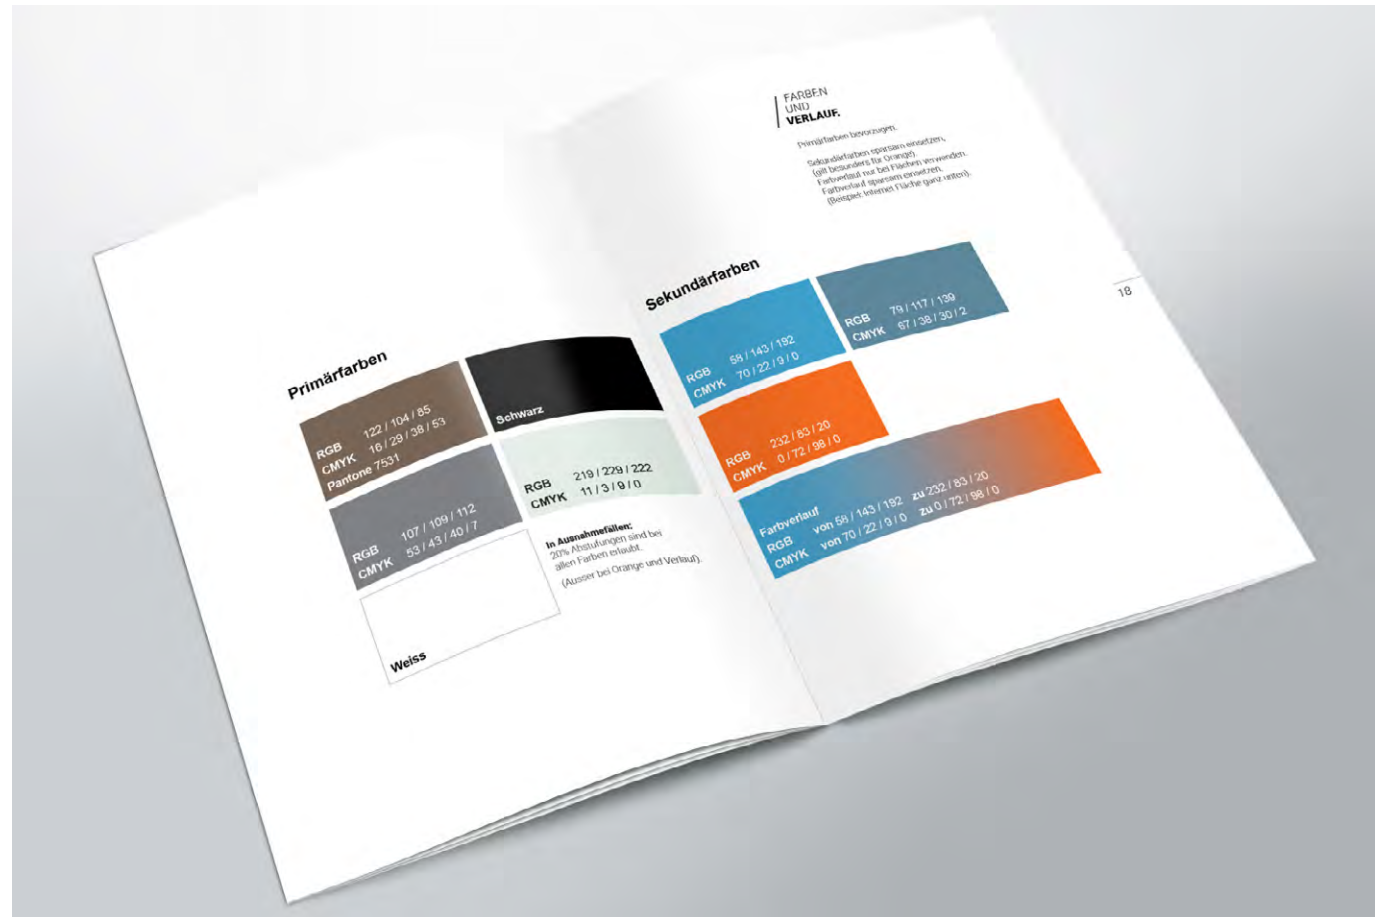 FARBEN
UND
VERLAUF.
Primärfarben bevorzugen.
Sekundärfarben sparsam einsetzen,
(gilt besonders für Orange).
Farbverlauf nur bei Flächen verwenden.
Farbverlauf sparsam einsetzen.
(Beispiel: Internet Fläche ganz unten).
18
Primärfarben
RGB 122 / 104 / 85
CMYK 16 / 29 / 38 / 53
Pantone 7531
Schwarz
RGB 107 / 109 / 112
CMYK 53 / 43 / 40 / 7
RGB 219 / 229 / 222
CMYK 11 / 3 / 9 / 0
Weiss
In Ausnahmefällen:
20% Abstufungen sind bei
allen Farben erlaubt.
(Ausser bei Orange und Verlauf).
Sekundärfarben
RGB 58 / 143 / 192
CMYK 70 / 22 / 9 / 0
RGB 79 / 117 / 139
CMYK 67 / 38 / 30 / 2
RGB 232 / 83 / 20
CMYK 0 / 72 / 98 / 0
Farbverlauf
RGB von 58 / 143 / 192 zu 232 / 83 / 20
CMYK von 70 / 22 / 9 / 0 zu 0 / 72 / 98 / 0